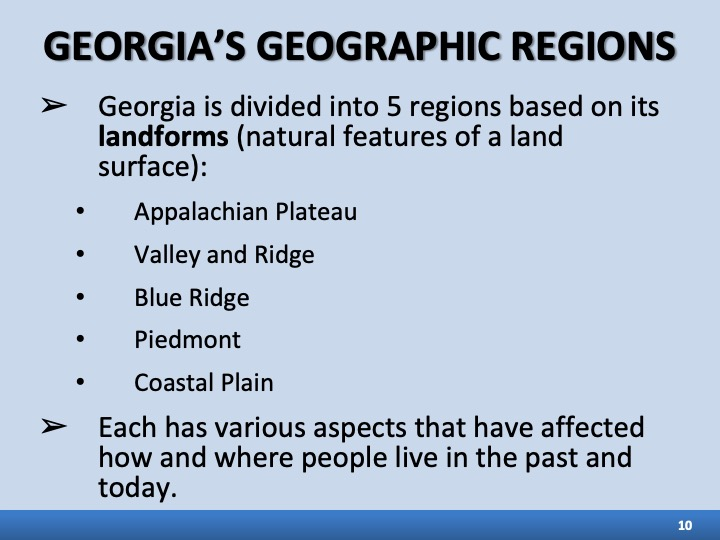 GEORGIA’S GEOGRAPHIC REGIONS
➢ Georgia is divided into 5 regions based on its
landforms (natural features of a land
surface):
• Appalachian Plateau
• Valley and Ridge
• Blue Ridge
• Piedmont
• Coastal Plain
➢ Each has various aspects that have affected
how and where people live in the past and
today.
10